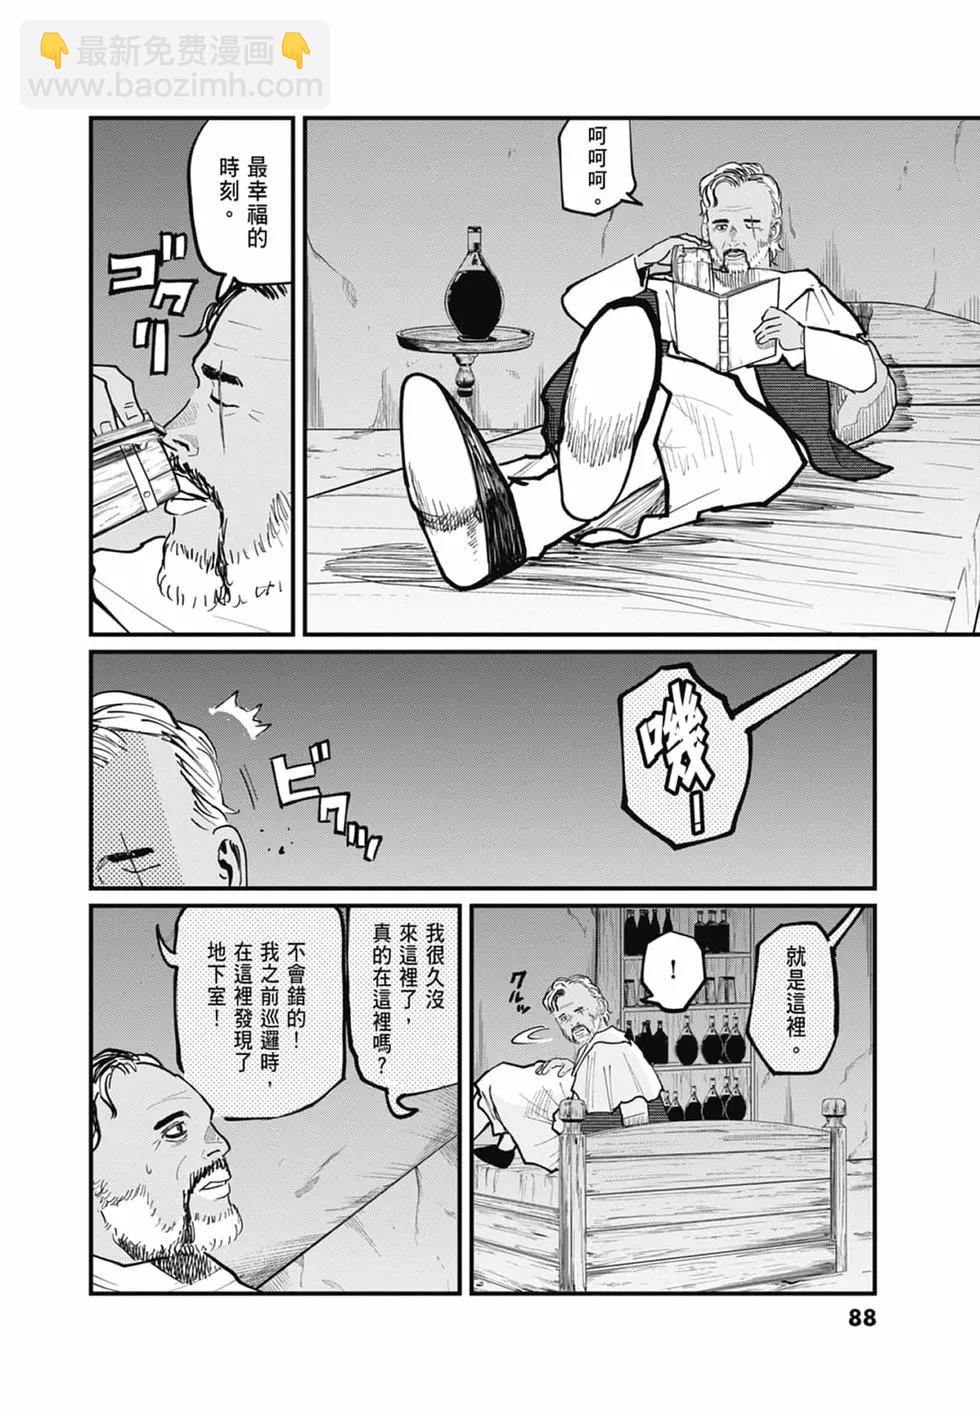 👇最新免费漫画👇
www.baozimh.com
呵呵呵。
最幸福的
時刻。
ゴクゴク
嘰!
ビクッ
就是這裡。
!
グルッ
我很久沒
來這裡了,
真的在這裡嗎?
不會錯的!
我之前巡邏時,
在這裡發現了
地下室!
88